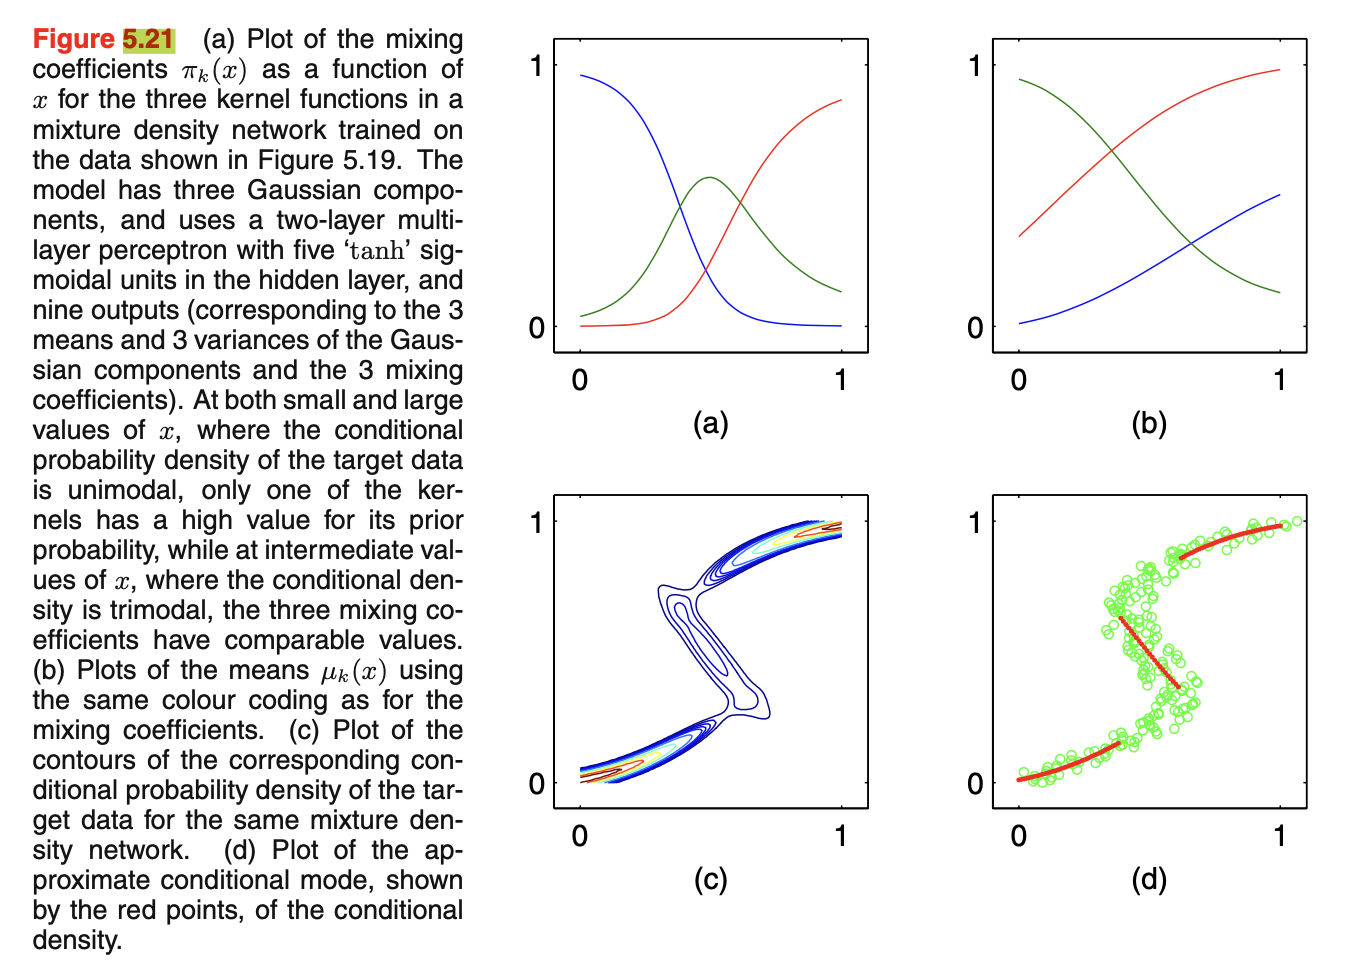 Figure 5.21 (a) Plot of the mixing
coefficients πk(x) as a function of
x for the three kernel functions in a
mixture density network trained on
the data shown in Figure 5.19. The
model has three Gaussian compo-
nents, and uses a two-layer multi-
layer perceptron with five ‘tanh’ sig-
moidal units in the hidden layer, and
nine outputs (corresponding to the 3
means and 3 variances of the Gaus-
sian components and the 3 mixing
coefficients). At both small and large
values of x, where the conditional
probability density of the target data
is unimodal, only one of the ker-
nels has a high value for its prior
probability, while at intermediate val-
ues of x, where the conditional den-
sity is trimodal, the three mixing co-
efficients have comparable values.
(b) Plots of the means μk(x) using
the same colour coding as for the
mixing coefficients. (c) Plot of the
contours of the corresponding con-
ditional probability density of the tar-
get data for the same mixture den-
sity network. (d) Plot of the ap-
proximate conditional mode, shown
by the red points, of the conditional
density.
1
0
0 1
(a)
1
0
0 1
(b)
1
0
0 1
(c)
1
0
0 1
(d)